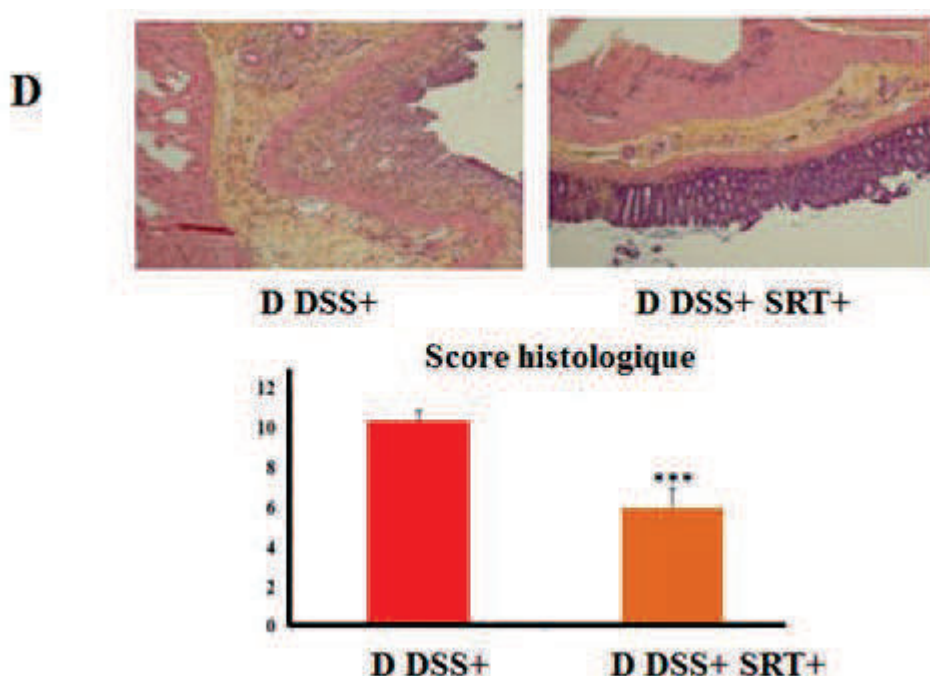 D
D DSS+ D DSS+ SRT+
Score histologique
12
10
8
6
4
2
0
***
D DSS+ D DSS+ SRT+